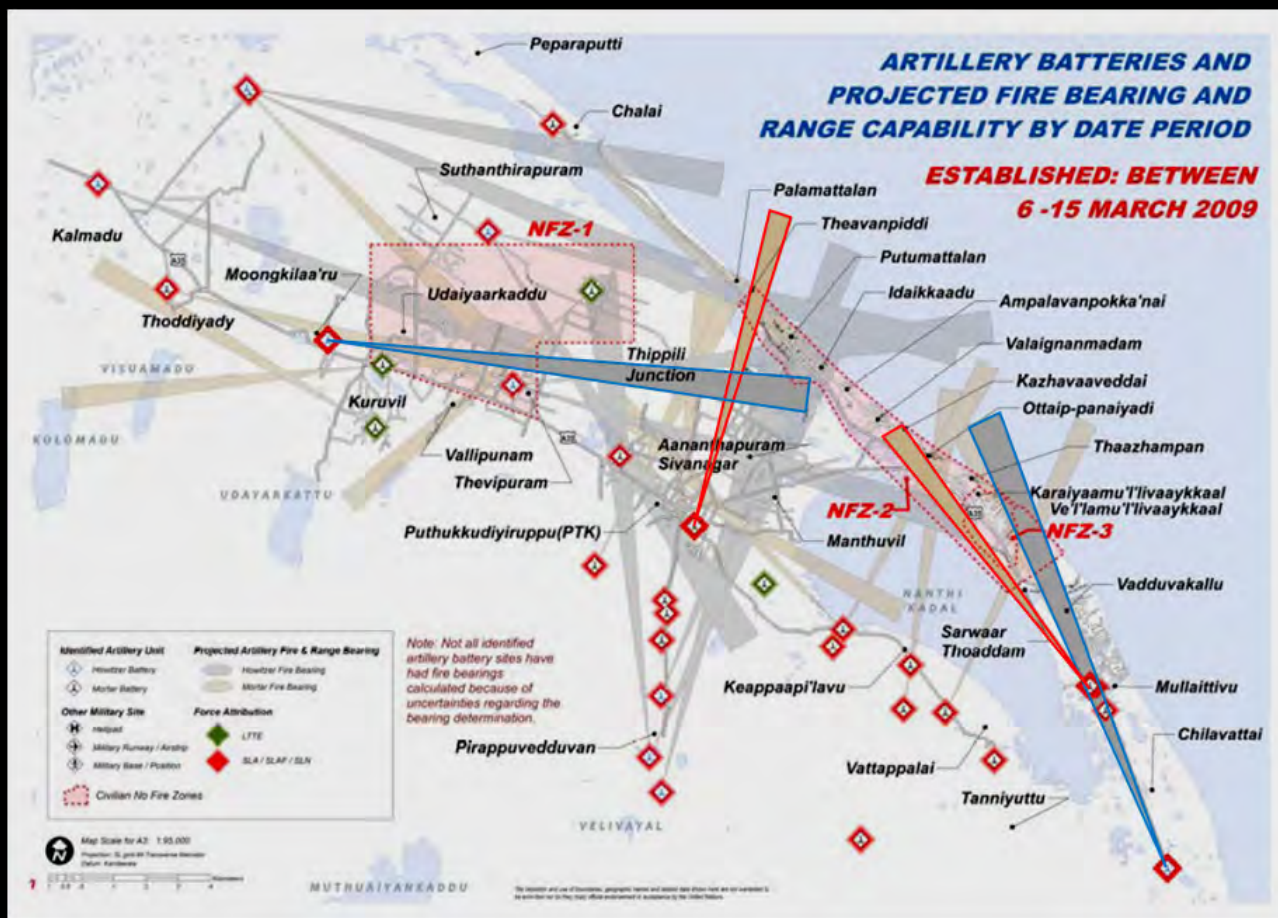 ARTILLERY BATTERIES AND
PROJECTED FIRE BEARING AND
RANGE CAPABILITY BY DATE PERIOD
ESTABLISHED: BETWEEN
6 -15 MARCH 2009
Peparaputti
Chalai
Suthanthirapuram
Palamattalan
Theavanpiddi
NFZ-1
Kalmadu
A35
Putumattalan
Moongkilaa'ru
Udaiyaarkaddu
Idaikkaadu
Ampalavanpokka'nai
Thoddiyady
Valaignanmadam
Thippili
Junction
VISUAMADU
Kazhavaaveddai
Kuruvil
Ottaip-panaiyadi
KOLOMADU
A35
Aananthapuram
Sivanagar
Thaazhampan
Vallipunam
Thevipuram
UDAYARKATTU
Karaiyaamu'l'livaaykkaal
Ve'l'lamu'l'livaaykkaal
A35
NFZ-2
NFZ-3
Puthukkudiyiruppu(PTK)
Manthuvil
NANTHI
KADAL
Vadduvakallu
Sarwaar
Thoaddam
Keappaapi'lavu
Mullaittivu
Pirappuvedduvan
Chilavattai
Vattappalai
Tanniyuttu
VELIVAYAL
MUTHUAIYANKADDU
Identified Artillery Unit
Howitzer Battery
Morter Battery
Other Military Site
Helipad
Military Runway / Airship
Military Base / Position
Civilian No Fire Zones
Projected Artillery Fire & Range Bearing
Howitzer Fire Bearing
Morter Fire Bearing
Force Attribution
LTTE
SLA / SLAF / SLN
Note: Not all identified
artillery battery sites have
had fire bearings
calculated because of
uncertainties regarding the
bearing determination.
N
Map Scale for A3: 1:95,000
Kilometers